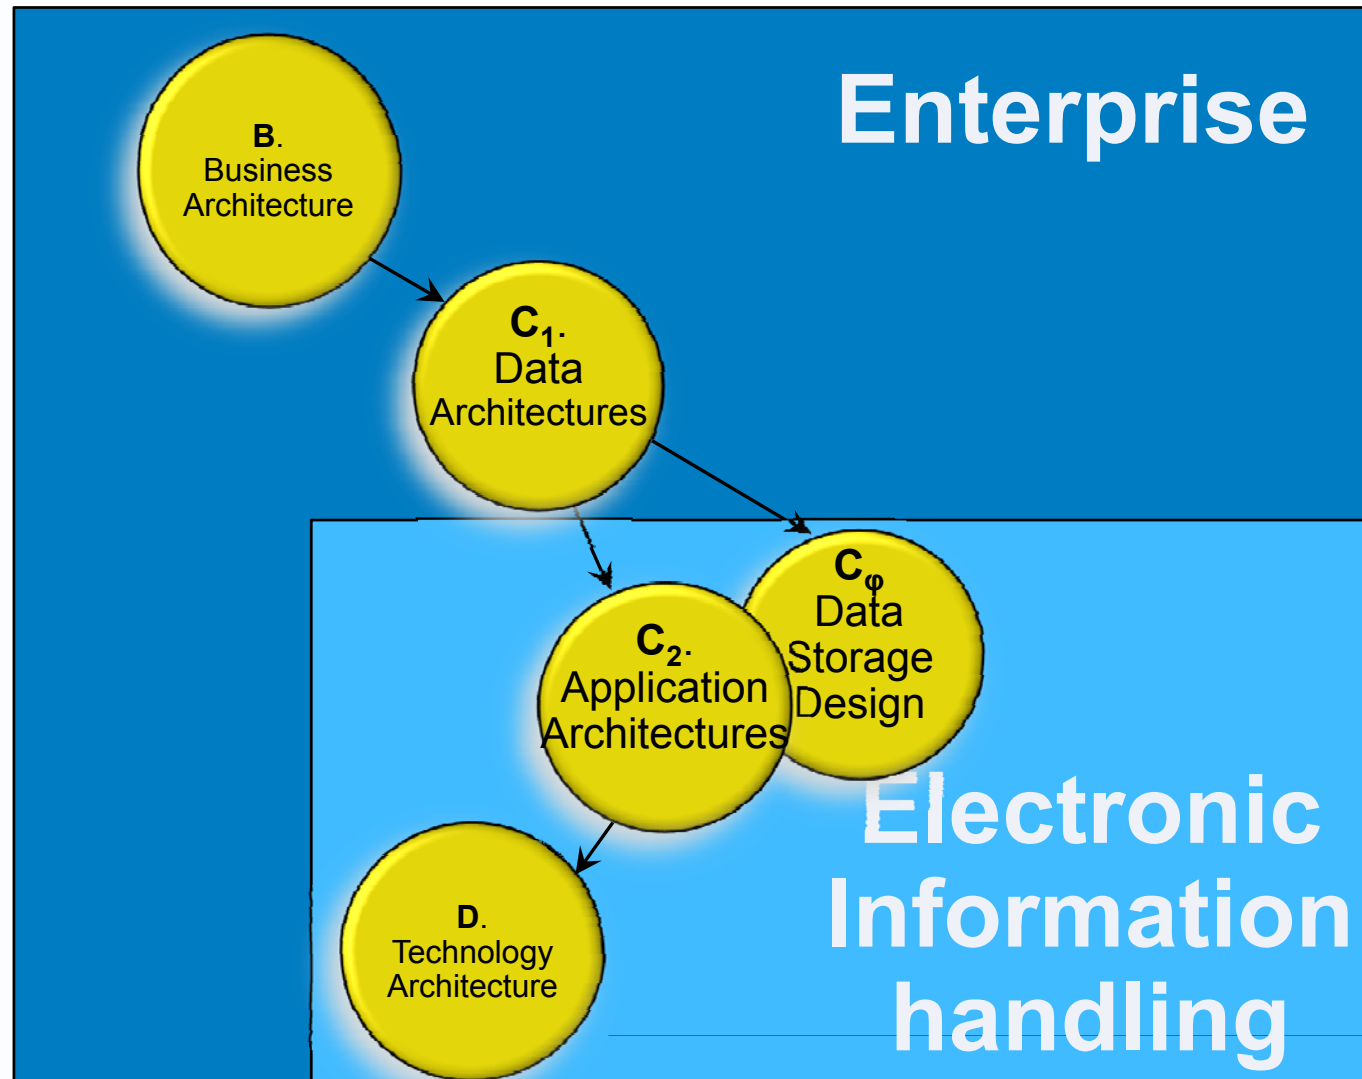 Enterprise
B.
Business
Architecture
C₁.
Data
Architectures
Cφ
Data
Storage
Design
C₂.
Application
Architectures
Electronic
Information
handling
D.
Technology
Architecture